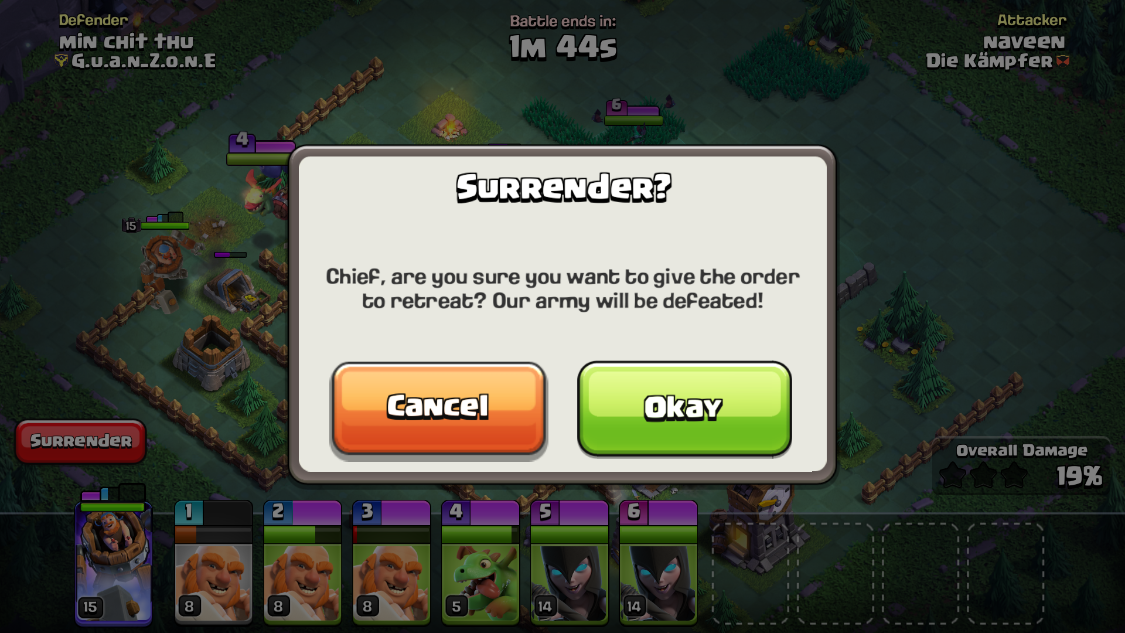 Defender
Min Chit Thu
G.u.a.n_Z.o.n.E
Battle ends in:
1m 44s
Attacker
Naveen
Die Kämpfer
6
4
15
Surrender?
Chief, are you sure you want to give the order
to retreat? Our army will be defeated!
Cancel
Okay
Surrender
Overall Damage
19%
1
2
3
4
5
6
15
8
8
8
5
14
14